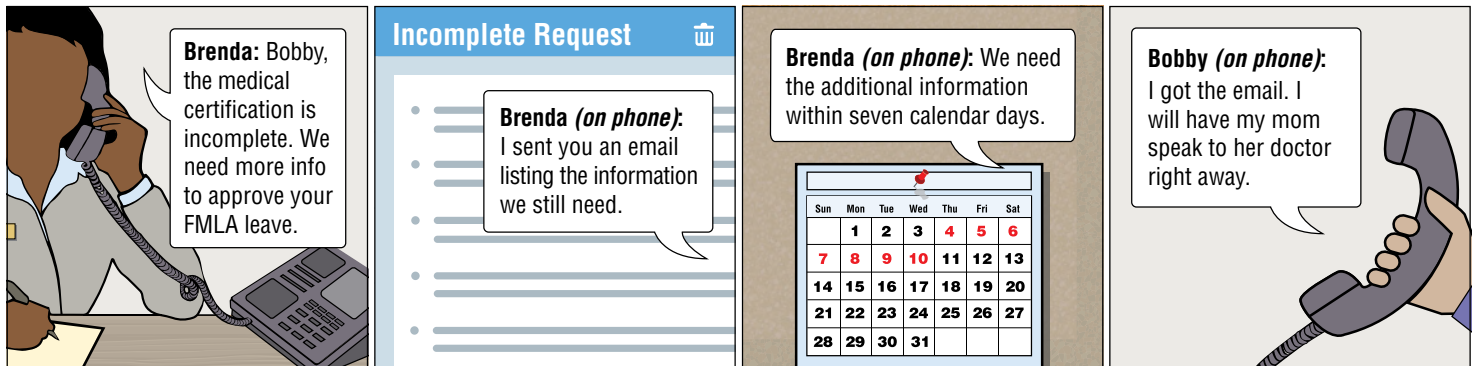 Brenda: Bobby,
the medical
certification is
incomplete. We
need more info
to approve your
FMLA leave.
Incomplete Request
Brenda (on phone):
I sent you an email
listing the information
we still need.
Brenda (on phone): We need
the additional information
within seven calendar days.
Sun Mon Tue Wed Thu Fri Sat
1 2 3 4 5 6
7 8 9 10 11 12 13
14 15 16 17 18 19 20
21 22 23 24 25 26 27
28 29 30 31
Bobby (on phone):
I got the email. I
will have my mom
speak to her doctor
right away.